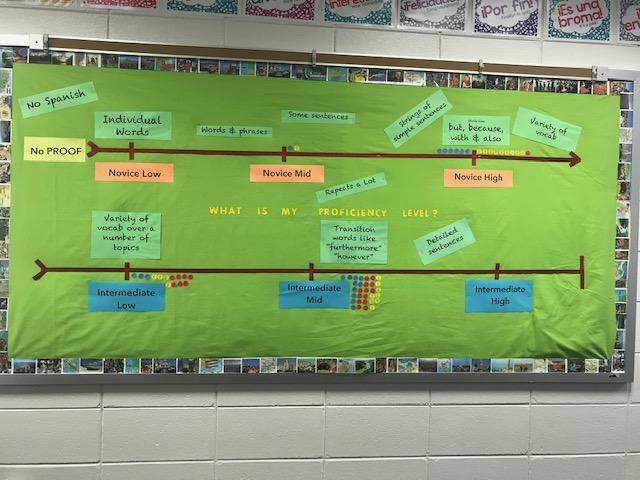 ¡Felicidades!
interesante
¡Felicidad!
¡Por fin!
¡Es una
broma!
No Spanish
Individual
Words
Words & phrases
Some sentences
Strings of
simple sentences
but, because,
with & also
Variety of
vocab
No PROOF
Novice Low
Novice Mid
Novice High
Repeats a Lot
WHAT IS MY PROFICIENCY LEVEL?
Variety of
vocab over a
number of
topics
Transition
words like
"furthermore"
"however"
Detailed
sentences
Intermediate
Low
Intermediate
Mid
Intermediate
High